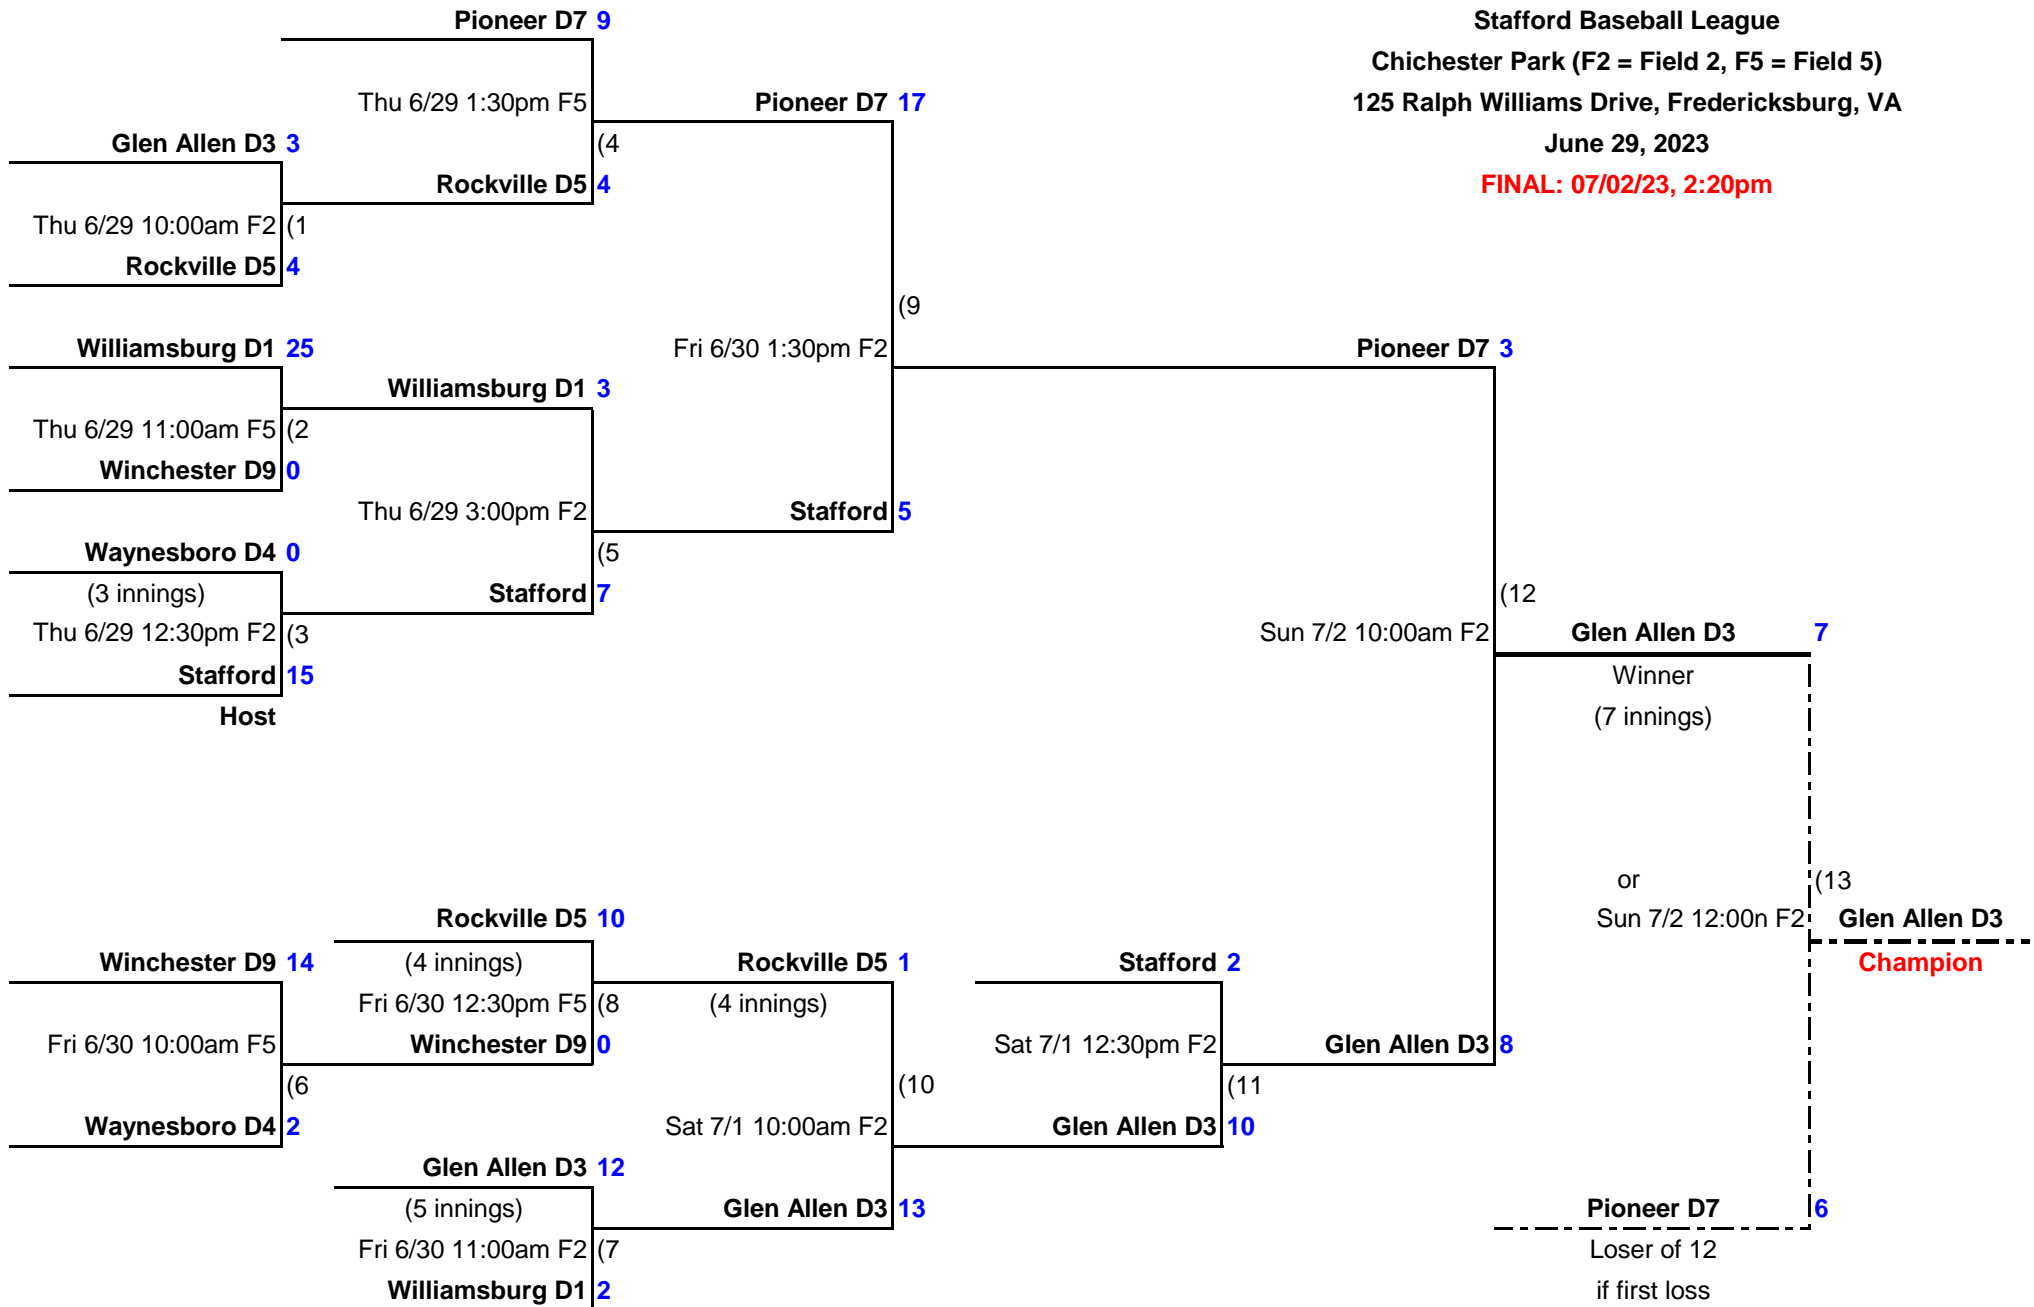 Pioneer D7 9
Stafford Baseball League
Chichester Park (F2 = Field 2, F5 = Field 5)
Thu 6/29 1:30pm F5
Pioneer D7 17
125 Ralph Williams Drive, Fredericksburg, VA
Glen Allen D3 3
(4
June 29, 2023
Rockville D5 4
FINAL: 07/02/23, 2:20pm
Thu 6/29 10:00am F2 (1
Rockville D5 4
(9
Williamsburg D1 25
Fri 6/30 1:30pm F2
Pioneer D7 3
Williamsburg D1 3
Thu 6/29 11:00am F5 (2
Winchester D9 0
Thu 6/29 3:00pm F2
Stafford 5
Waynesboro D4 0
(5
(3 innings)
Stafford 7
(12
Thu 6/29 12:30pm F2 (3
Sun 7/2 10:00am F2
Glen Allen D3 7
Stafford 15
Winner
Host
(7 innings)
or
(13
Rockville D5 10
Sun 7/2 12:00n F2
Glen Allen D3
Winchester D9 14
(4 innings)
Rockville D5 1
Stafford 2
Champion
Fri 6/30 12:30pm F5 (8
(4 innings)
Fri 6/30 10:00am F5
Winchester D9 0
Sat 7/1 12:30pm F2
Glen Allen D3 8
(6
(10
(11
Waynesboro D4 2
Sat 7/1 10:00am F2
Glen Allen D3 10
Glen Allen D3 12
(5 innings)
Glen Allen D3 13
Pioneer D7 6
Fri 6/30 11:00am F2 (7
Loser of 12
Williamsburg D1 2
if first loss